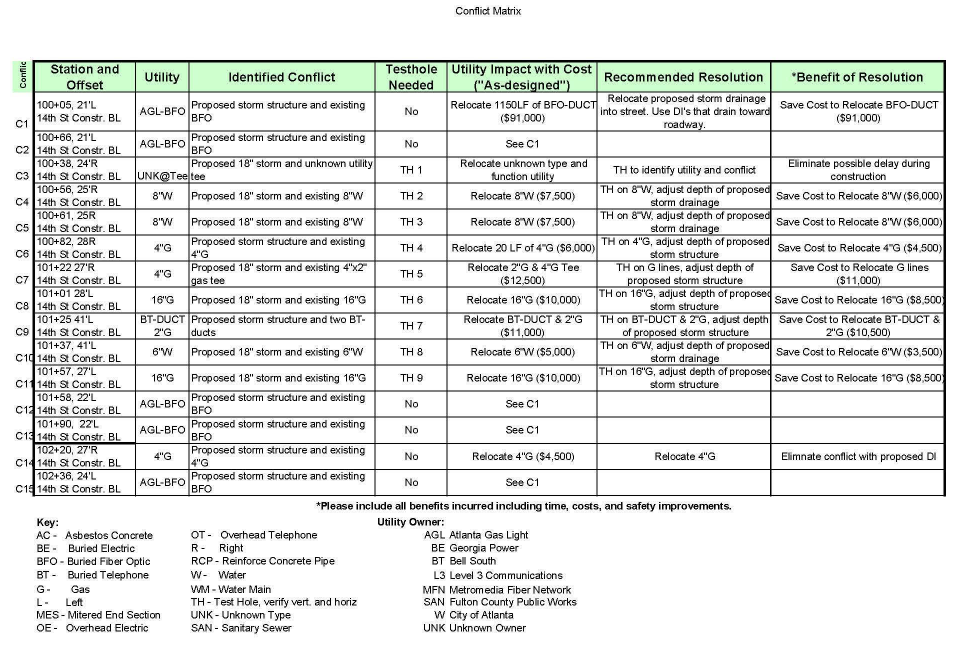 Conflict Matrix
Conflic Station and Offset Utility Identified Conflict Testhole Needed Utility Impact with Cost ("As-designed") Recommended Resolution *Benefit of Resolution
C1 100+05, 21'L 14th St Constr. BL AGL-BFO Proposed storm structure and existing BFO No Relocate 1150LF of BFO-DUCT ($91,000) Relocate proposed storm drainage into street. Use DI's that drain toward roadway. Save Cost to Relocate BFO-DUCT ($91,000)
C2 100+66, 21'L 14th St Constr. BL AGL-BFO Proposed storm structure and existing BFO No See C1
C3 100+38, 24'R 14th St Constr. BL UNK@Tee Proposed 18" storm and unknown utility tee TH 1 Relocate unknown type and function utility TH to identify utility and conflict Eliminate possible delay during construction
C4 100+56, 25'R 14th St Constr. BL 8"W Proposed 18" storm and existing 8"W TH 2 Relocate 8"W ($7,500) TH on 8"W, adjust depth of proposed storm drainage Save Cost to Relocate 8"W ($6,000)
C5 100+61, 25R 14th St Constr. BL 8"W Proposed 18" storm and existing 8"W TH 3 Relocate 8"W ($7,500) TH on 8"W, adjust depth of proposed storm drainage Save Cost to Relocate 8"W ($6,000)
C6 100+82, 28R 14th St Constr. BL 4"G Proposed storm structure and existing 4"G TH 4 Relocate 20 LF of 4"G ($6,000) TH on 4"G, adjust depth of proposed storm structure Save Cost to Relocate 4"G ($4,500)
C7 101+22 27'R 14th St Constr. BL 4"G Proposed 18" storm and existing 4"x2" gas tee TH 5 Relocate 2"G & 4"G Tee ($12,500) TH on G lines, adjust depth of proposed storm structure Save Cost to Relocate G lines ($11,000)
C8 101+01 28'L 14th St Constr. BL 16"G Proposed 18" storm and existing 16"G TH 6 Relocate 16"G ($10,000) TH on 16"G, adjust depth of propose storm structure Save Cost to Relocate 16"G ($8,500)
C9 101+25 41'L 14th St Constr. BL BT-DUCT 2"G Proposed storm structure and two BT-ducts TH 7 Relocate BT-DUCT & 2"G ($11,000) TH on BT-DUCT & 2"G, adjust depth of proposed storm structure Save Cost to Relocate BT-DUCT & 2"G ($10,500)
C10 101+37, 41'L 14th St Constr. BL 6"W Proposed 18" storm and existing 6"W TH 8 Relocate 6"W ($5,000) TH on 6"W, adjust depth of proposed storm drainage Save Cost to Relocate 6"W ($3,500)
C11 101+57, 27'L 14th St Constr. BL 16"G Proposed 18" storm and existing 16"G TH 9 Relocate 16"G ($10,000) TH on 16"G, adjust depth of propose storm structure Save Cost to Relocate 16"G ($8,500)
C12 101+58, 22'L 14th St Constr. BL AGL-BFO Proposed storm structure and existing BFO No See C1
C13 101+90, 22'L 14th St Constr. BL AGL-BFO Proposed storm structure and existing BFO No See C1
C14 102+20, 27'R 14th St Constr. BL 4"G Proposed storm structure and existing 4"G No Relocate 4"G ($4,500) Relocate 4"G Elimnate conflict with proposed DI
C15 102+36, 24'L 14th St Constr. BL AGL-BFO Proposed storm structure and existing BFO No See C1
*Please include all benefits incurred including time, costs, and safety improvements.
Key: Utility Owner:
AC - Asbestos Concrete OT - Overhead Telephone AGL Atlanta Gas Light
BE - Buried Electric R - Right BE Georgia Power
BFO - Buried Fiber Optic RCP - Reinforce Concrete Pipe BT Bell South
BT - Buried Telephone W - Water L3 Level 3 Communications
G - Gas WM - Water Main MFN Metromedia Fiber Network
L - Left TH - Test Hole, verify vert. and horiz SAN Fulton County Public Works
MES - Mitered End Section UNK - Unknown Type W City of Atlanta
OE - Overhead Electric SAN - Sanitary Sewer UNK Unknown Owner